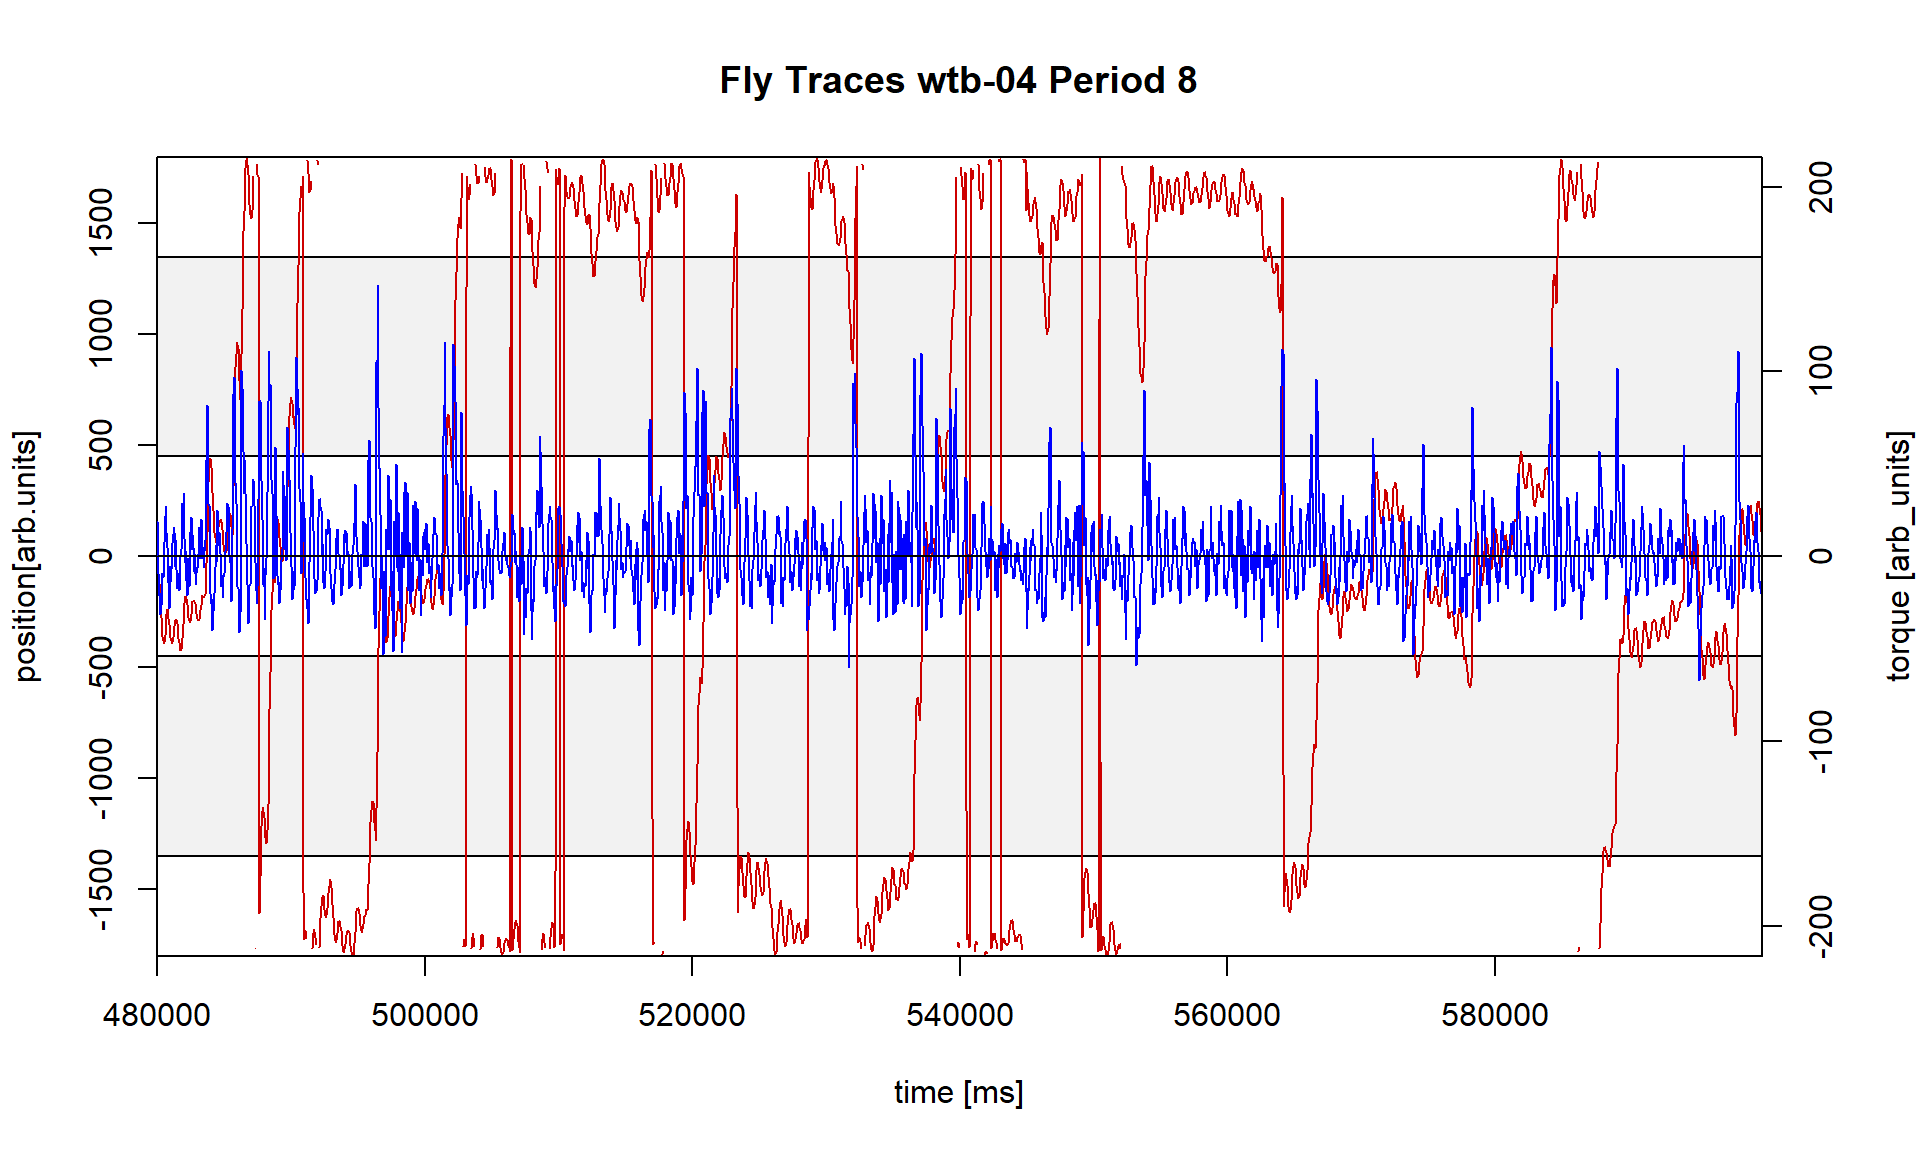 Fly Traces wtb-04 Period 8
position[arb.units]
1500
1000
500
0
-500
-1000
-1500
200
100
0
-100
-200
torque [arb_units]
480000 500000 520000 540000 560000 580000
time [ms]